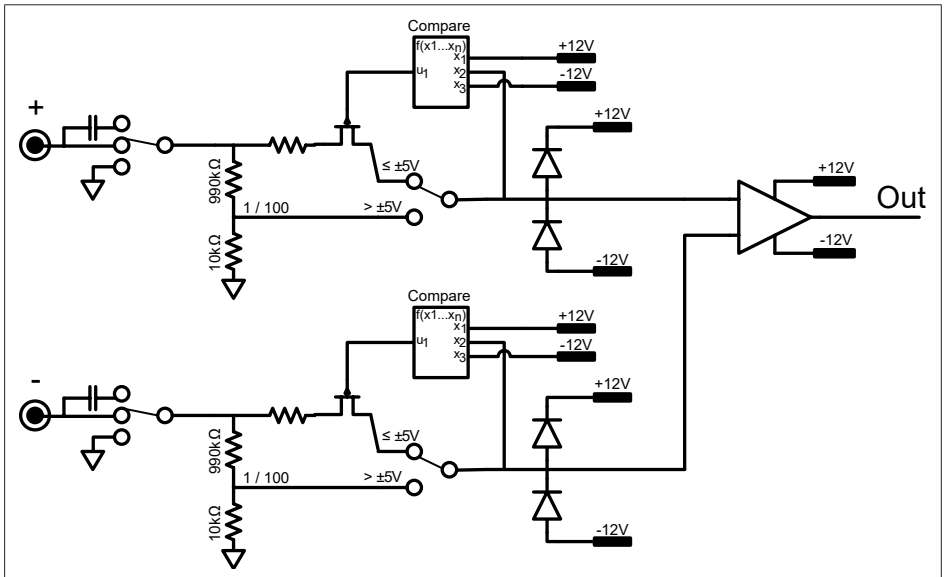 Compare
f(x1...xn)
x1
u1
x2
x3
+12V
-12V
+
+12V
≤ ±5V
990kΩ
1 / 100
> ±5V
10kΩ
-12V
+12V
Out
-12V
Compare
f(x1...xn)
x1
u1
x2
x3
+12V
-12V
-
+12V
≤ ±5V
990kΩ
1 / 100
> ±5V
10kΩ
-12V